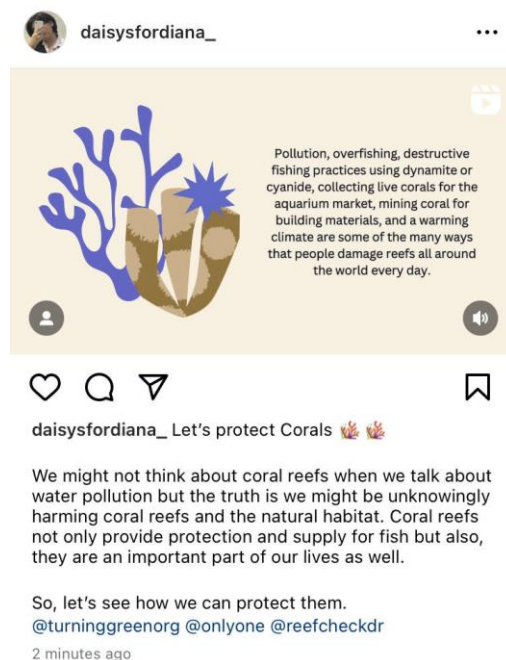 daisysfordiana_
Pollution, overfishing, destructive
fishing practices using dynamite or
cyanide, collecting live corals for the
aquarium market, mining coral for
building materials, and a warming
climate are some of the many ways
that people damage reefs all around
the world every day.
daisysfordiana_ Let's protect Corals 🪸 🪸
We might not think about coral reefs when we talk about
water pollution but the truth is we might be unknowingly
harming coral reefs and the natural habitat. Coral reefs
not only provide protection and supply for fish but also,
they are an important part of our lives as well.
So, let's see how we can protect them.
@turninggreenorg @onlyone @reefcheckdr
2 minutes ago